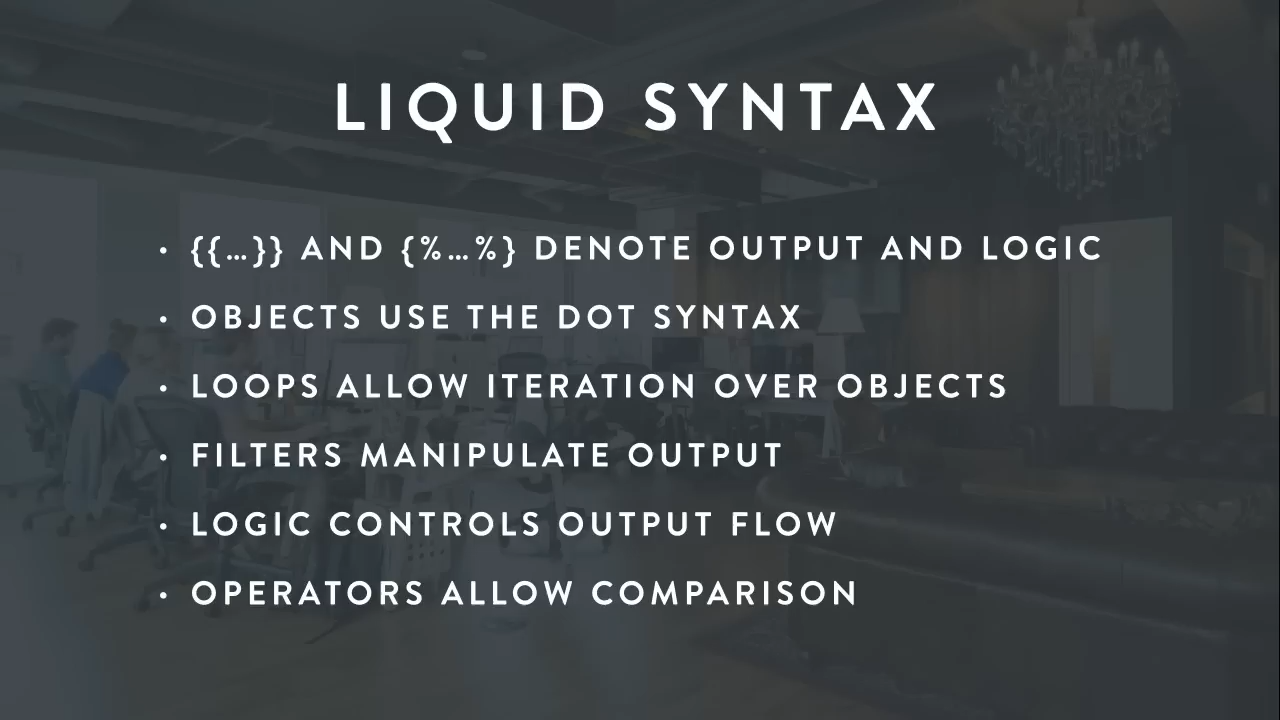 LIQUID SYNTAX
• {{…}} AND {%…%} DENOTE OUTPUT AND LOGIC
• OBJECTS USE THE DOT SYNTAX
• LOOPS ALLOW ITERATION OVER OBJECTS
• FILTERS MANIPULATE OUTPUT
• LOGIC CONTROLS OUTPUT FLOW
• OPERATORS ALLOW COMPARISON